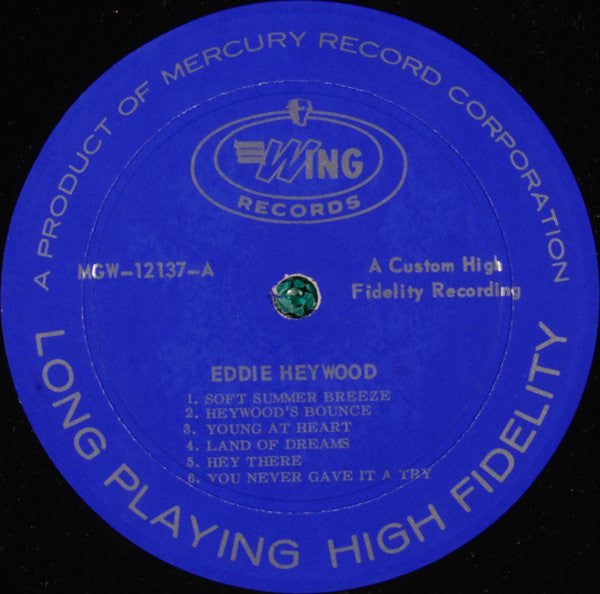 A PRODUCT OF MERCURY RECORD CORPORATION
WING
RECORDS
MGW-12137-A
A Custom High
Fidelity Recording
EDDIE HEYWOOD
1. SOFT SUMMER BREEZE
2. HEYWOOD'S BOUNCE
3. YOUNG AT HEART
4. LAND OF DREAMS
5. HEY THERE
6. YOU NEVER GAVE IT A TRY
LONG PLAYING HIGH FIDELITY